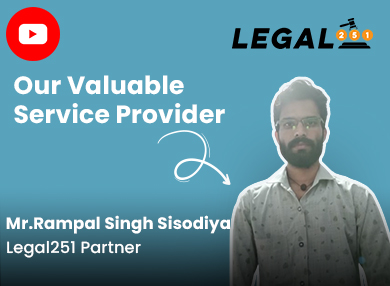 LEGAL 251
Our Valuable
Service Provider
Mr.Rampal Singh Sisodiya
Legal251 Partner